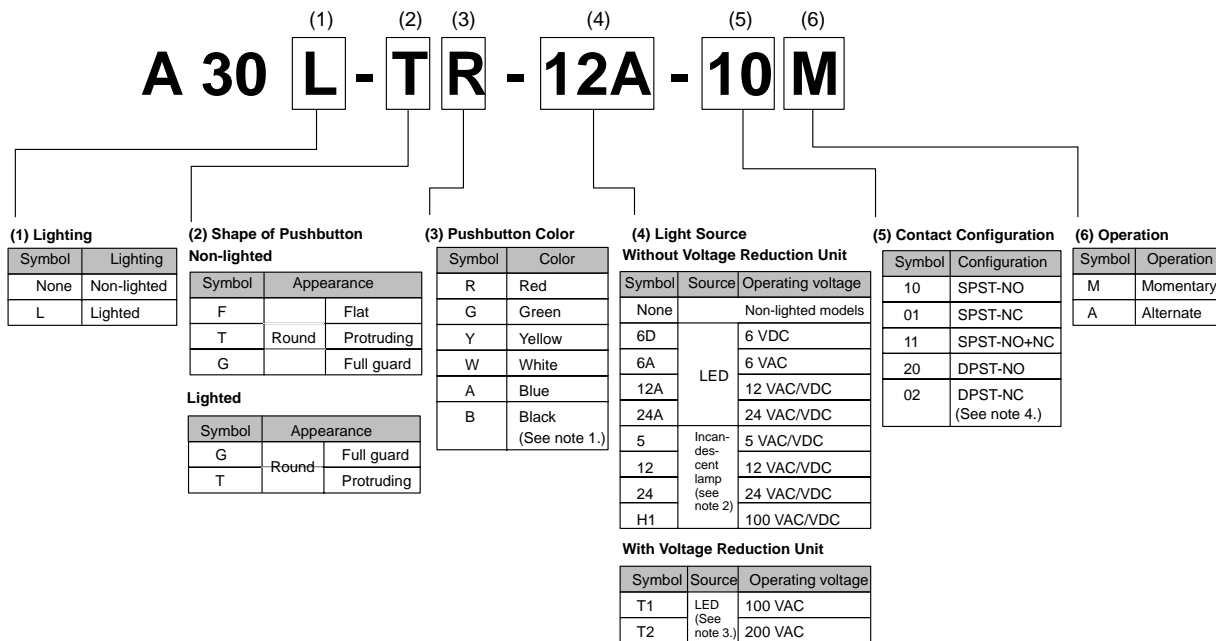 (1) (2) (3) (4) (5) (6)
A 30 L - T R - 12A - 10 M
(1) Lighting
Symbol Lighting
None Non-lighted
L Lighted
(2) Shape of Pushbutton
Non-lighted
Symbol Appearance
F Flat
T Round Protruding
G Full guard
Lighted
Symbol Appearance
G Full guard
Round
T Protruding
(3) Pushbutton Color
Symbol Color
R Red
G Green
Y Yellow
W White
A Blue
B Black
(See note 1.)
(4) Light Source
Without Voltage Reduction Unit
Symbol Source Operating voltage
None Non-lighted models
6D 6 VDC
6A 6 VAC
LED
12A 12 VAC/VDC
24A 24 VAC/VDC
5 Incan- 5 VAC/VDC
des-
12 cent 12 VAC/VDC
lamp
24 (see 24 VAC/VDC
note 2)
H1 100 VAC/VDC
With Voltage Reduction Unit
Symbol Source Operating voltage
T1 LED 100 VAC
(See
T2 note 3.) 200 VAC
(5) Contact Configuration
Symbol Configuration
10 SPST-NO
01 SPST-NC
11 SPST-NO+NC
20 DPST-NO
02 DPST-NC
(See note 4.)
(6) Operation
Symbol Operation
M Momentary
A Alternate